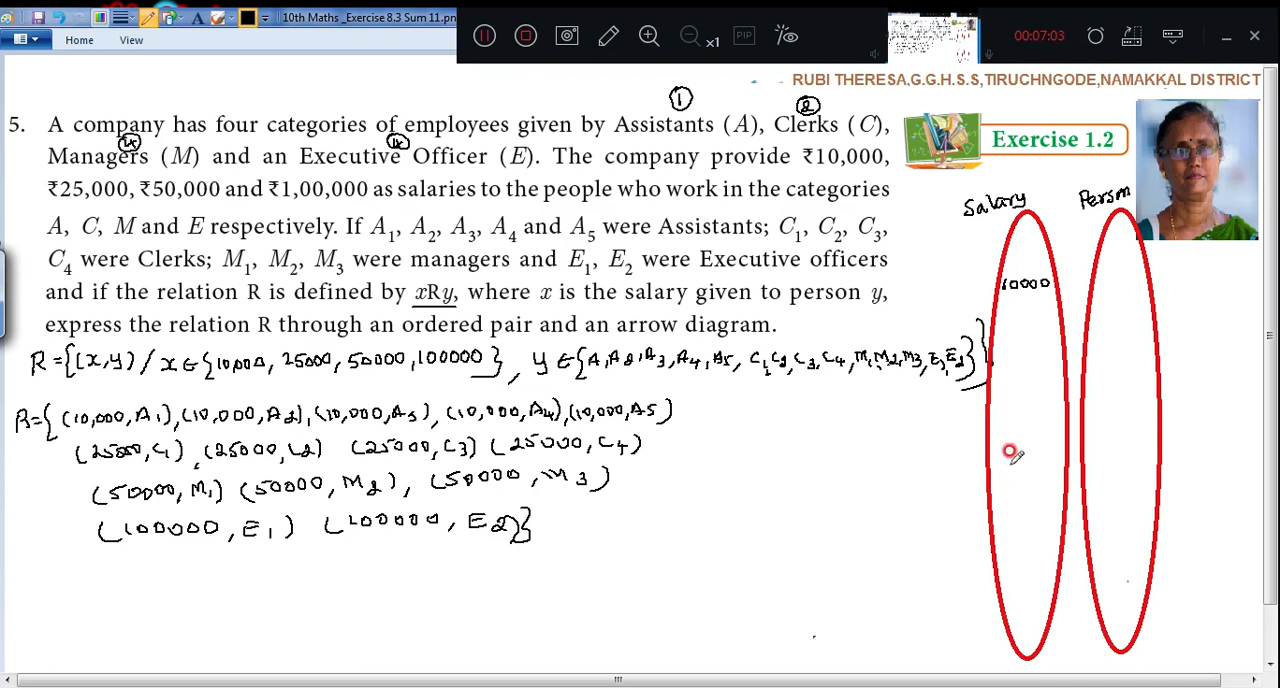 10th Maths _Exercise 8.3 Sum 11.pn
Home View
x1 PIP 00:07:03
RUBI THERESA,G.G.H.S.S,TIRUCHNGODE,NAMAKKAL DISTRICT
1 2
5. A company has four categories of employees given by Assistants (A), Clerks (C),
Managers (M) and an Executive Officer (E). The company provide ₹10,000,
₹25,000, ₹50,000 and ₹1,00,000 as salaries to the people who work in the categories
A, C, M and E respectively. If A₁, A₂, A₃, A₄ and A₅ were Assistants; C₁, C₂, C₃,
C₄ were Clerks; M₁, M₂, M₃ were managers and E₁, E₂ were Executive officers
and if the relation R is defined by xRy, where x is the salary given to person y,
express the relation R through an ordered pair and an arrow diagram.
Exercise 1.2
R={(x,y) / x∈{10,000, 25000, 50000, 100000}, y∈{A₁A₂,A₃, A₄,A₅, C₁C₂,C₃,C₄,M₁,M₂,M₃,E₁,E₂}}
R={(10,000,A₁),(10,000,A₂),(10,000,A₃),(10,000,A₄),(10,000,A5)
(25000,C₁),(25000,C2) (25000,C3) (25000,C4)
(50000,M₁) (50000,M2), (50000,M3)
(100000,E₁) (100000,E2)}
Salary Person
10000